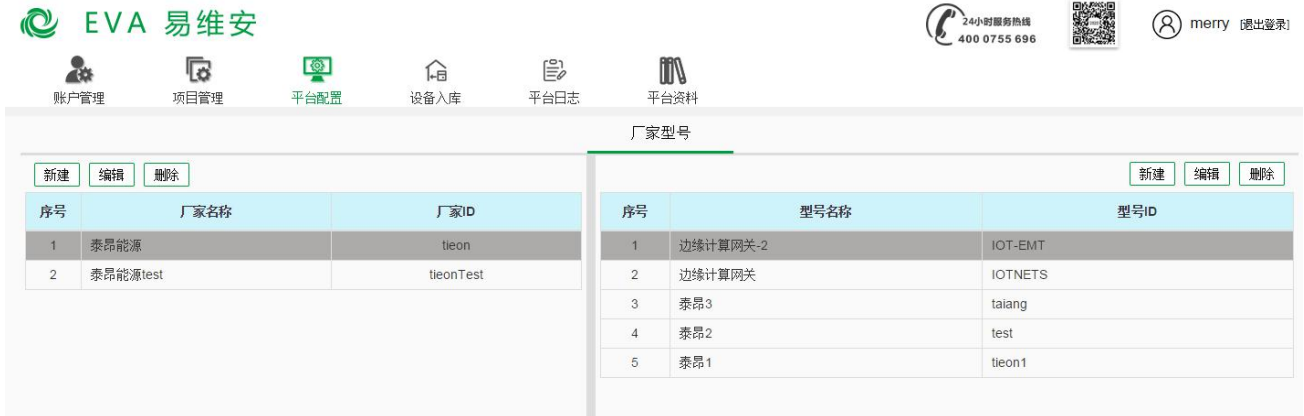 EVA 易维安
24小时服务热线
400 0755 696
merry [退出登录]
账户管理 项目管理 平台配置 设备入库 平台日志 平台资料
厂家型号
新建 编辑 删除
序号 厂家名称 厂家ID
1 泰昂能源 tieon
2 泰昂能源test tieonTest
新建 编辑 删除
序号 型号名称 型号ID
1 边缘计算网关-2 IOT-EMT
2 边缘计算网关 IOTNETS
3 泰昂3 taiang
4 泰昂2 test
5 泰昂1 tieon1